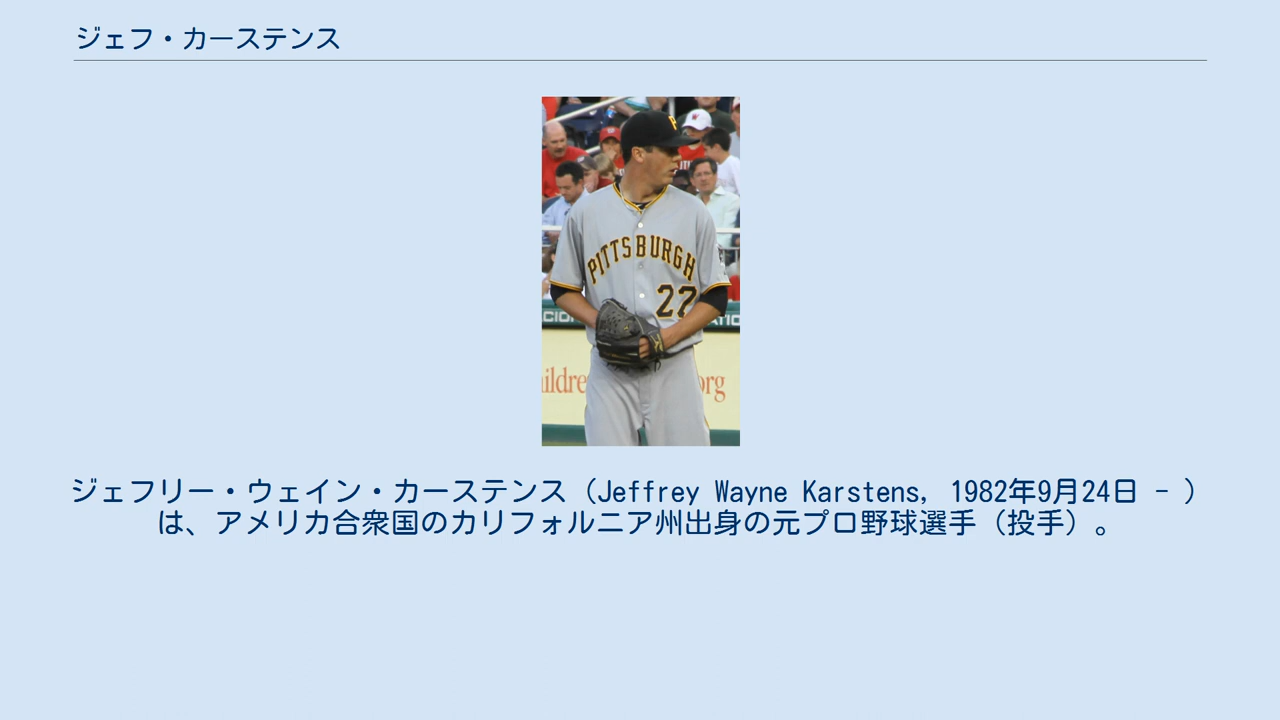 ジェフ・カーステンス
PITTSBURGH
27
ildre
org
ジェフリー・ウェイン・カーステンス（Jeffrey Wayne Karstens, 1982年9月24日 - ）
は、アメリカ合衆国のカリフォルニア州出身の元プロ野球選手（投手）。